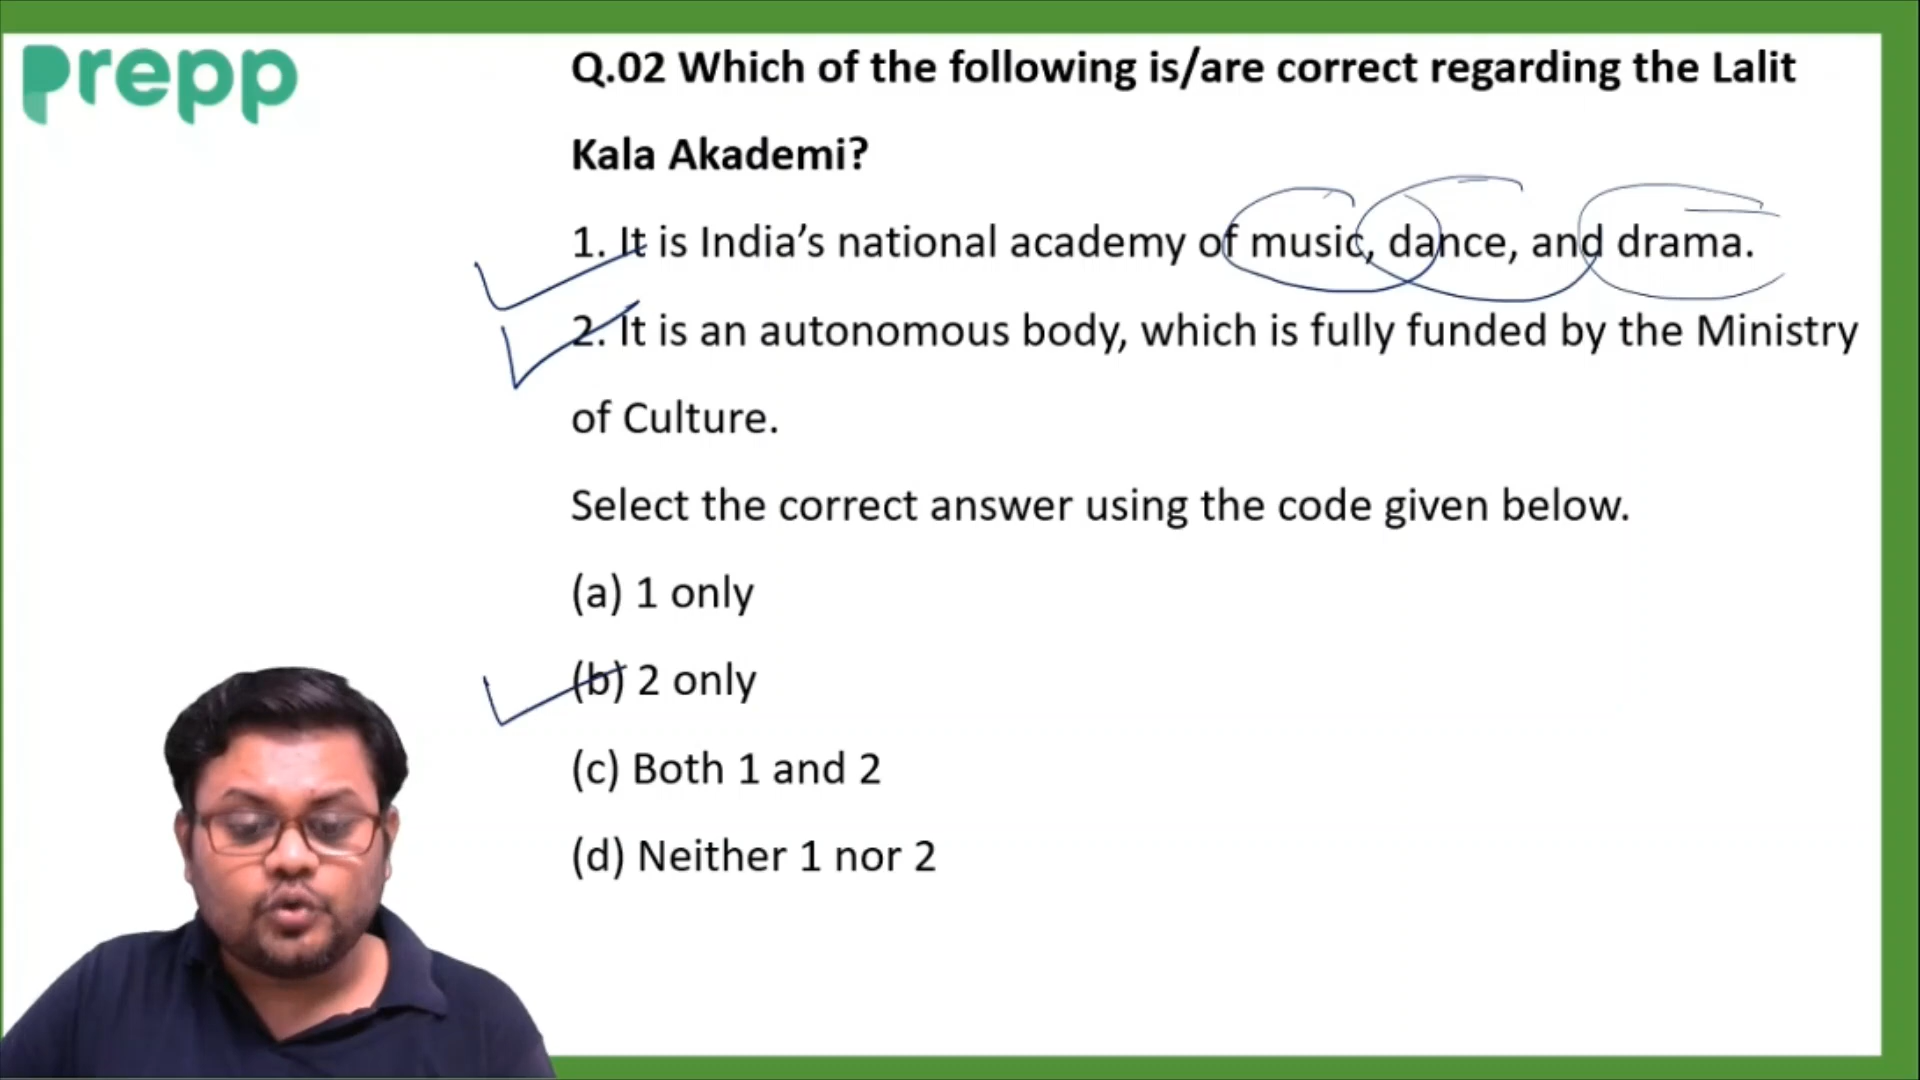 prepp
Q.02 Which of the following is/are correct regarding the Lalit
Kala Akademi?
1. It is India’s national academy of music, dance, and drama.
2. It is an autonomous body, which is fully funded by the Ministry
of Culture.
Select the correct answer using the code given below.
(a) 1 only
(b) 2 only
(c) Both 1 and 2
(d) Neither 1 nor 2